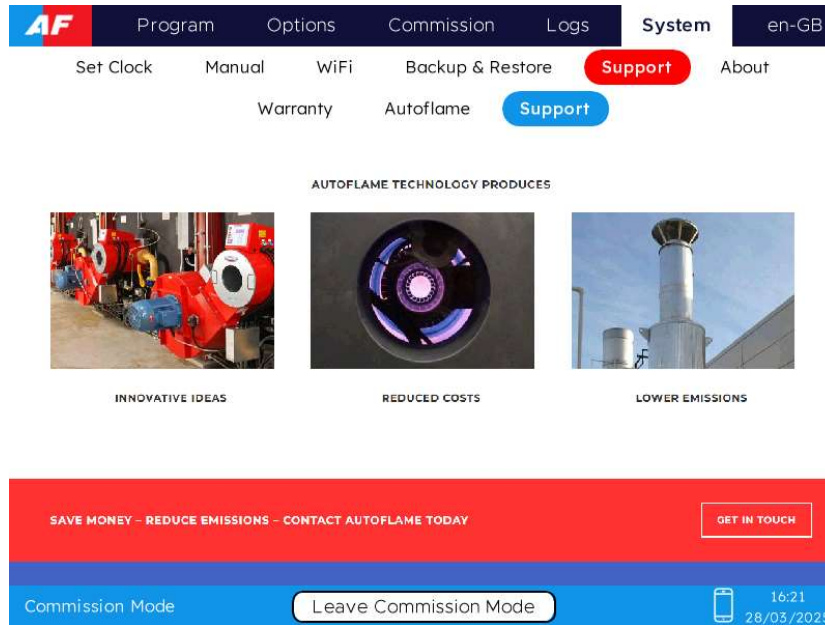 AF Program Options Commission Logs System en-GB
Set Clock Manual WiFi Backup & Restore Support About
Warranty Autoflame Support
AUTOFLAME TECHNOLOGY PRODUCES
INNOVATIVE IDEAS REDUCED COSTS LOWER EMISSIONS
SAVE MONEY – REDUCE EMISSIONS – CONTACT AUTOFLAME TODAY GET IN TOUCH
Commission Mode Leave Commission Mode 16:21
28/03/2025